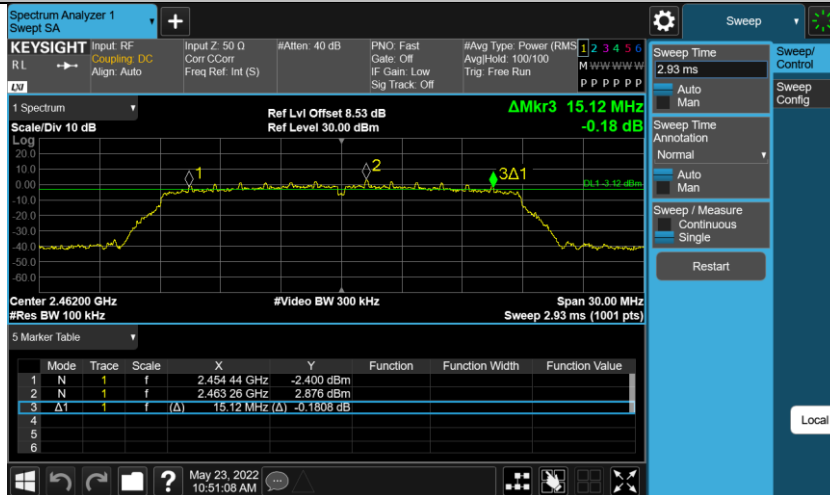 Spectrum Analyzer 1
Swept SA
Sweep
KEYSIGHT Input: RF Input Z: 50 Ω #Atten: 40 dB PNO: Fast #Avg Type: Power (RMS 1 2 3 4 5 6
RL Coupling: DC Corr CCorr Gate: Off Avg|Hold: 100/100 M W W W W W
Align: Auto Freq Ref: Int (S) IF Gain: Low Trig: Free Run
LXI Sig Track: Off P P P P P P
1 Spectrum
Ref Lvl Offset 8.53 dB
ΔMkr3 15.12 MHz
Scale/Div 10 dB Ref Level 30.00 dBm -0.18 dB
Log
20.0
10.00
0.00
-10.0
-20.0
-30.0
-40.0
-50.0
-60.0
1
2
3Δ1
DL1 -3.12 dBm
Center 2.46200 GHz #Video BW 300 kHz Span 30.00 MHz
#Res BW 100 kHz Sweep 2.93 ms (1001 pts)
5 Marker Table
Mode Trace Scale X Y Function Function Width Function Value
1 N 1 f 2.454 44 GHz -2.400 dBm
2 N 1 f 2.463 26 GHz 2.876 dBm
3 Δ1 1 f (Δ) 15.12 MHz (Δ) -0.1808 dB
4
5
6
May 23, 2022
10:51:08 AM
Sweep Time
2.93 ms
Auto
Man
Sweep Time
Annotation
Normal
Auto
Man
Sweep / Measure
Continuous
Single
Restart
Sweep/
Control
Sweep
Config
Local